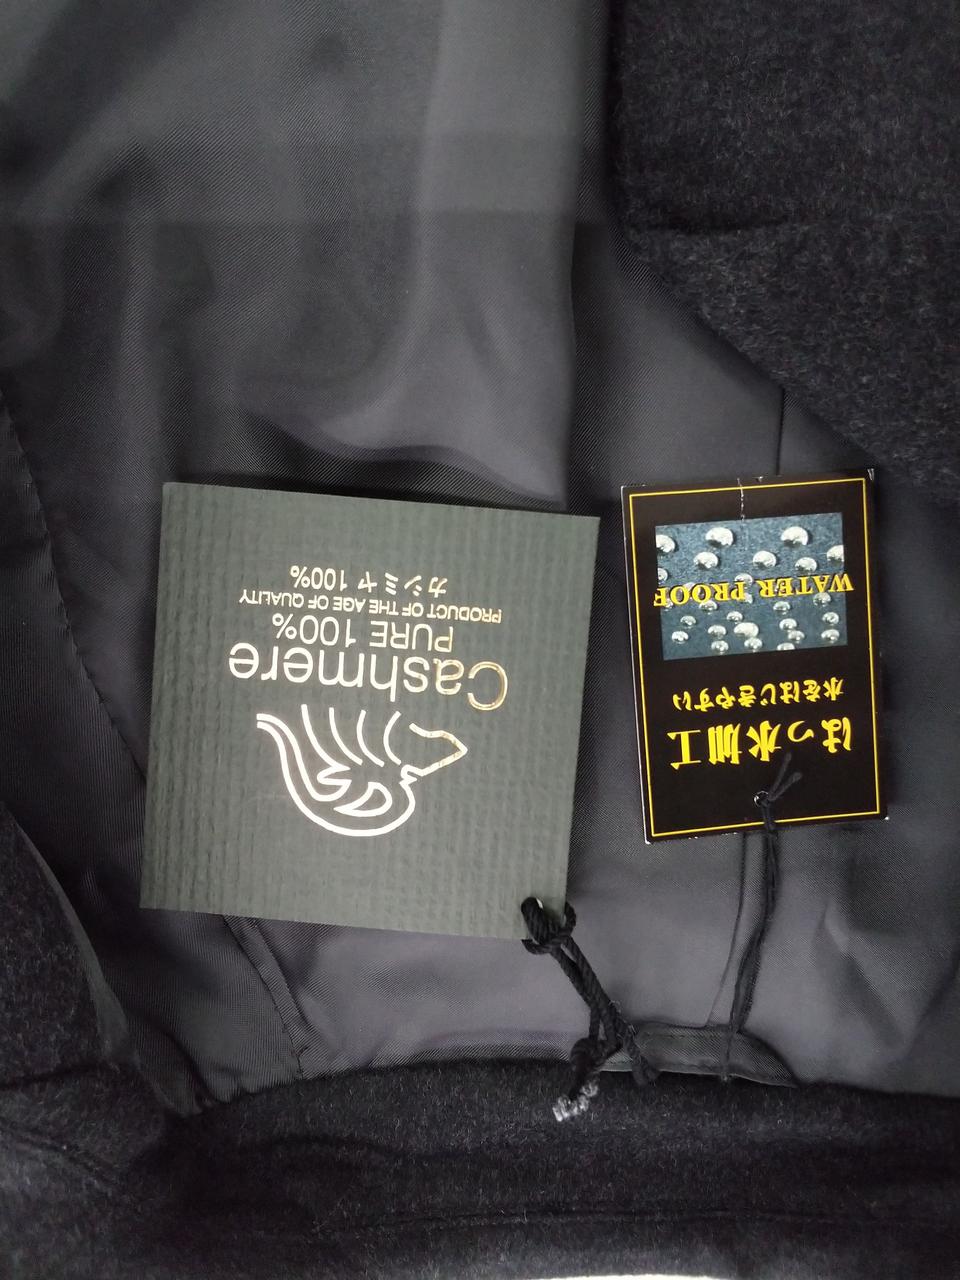 Cashmere
PURE 100%
PRODUCT OF THE AGE OF QUALITY
カシミヤ 100%
はっ水加工
水をはじきやすい
WATER PROOF